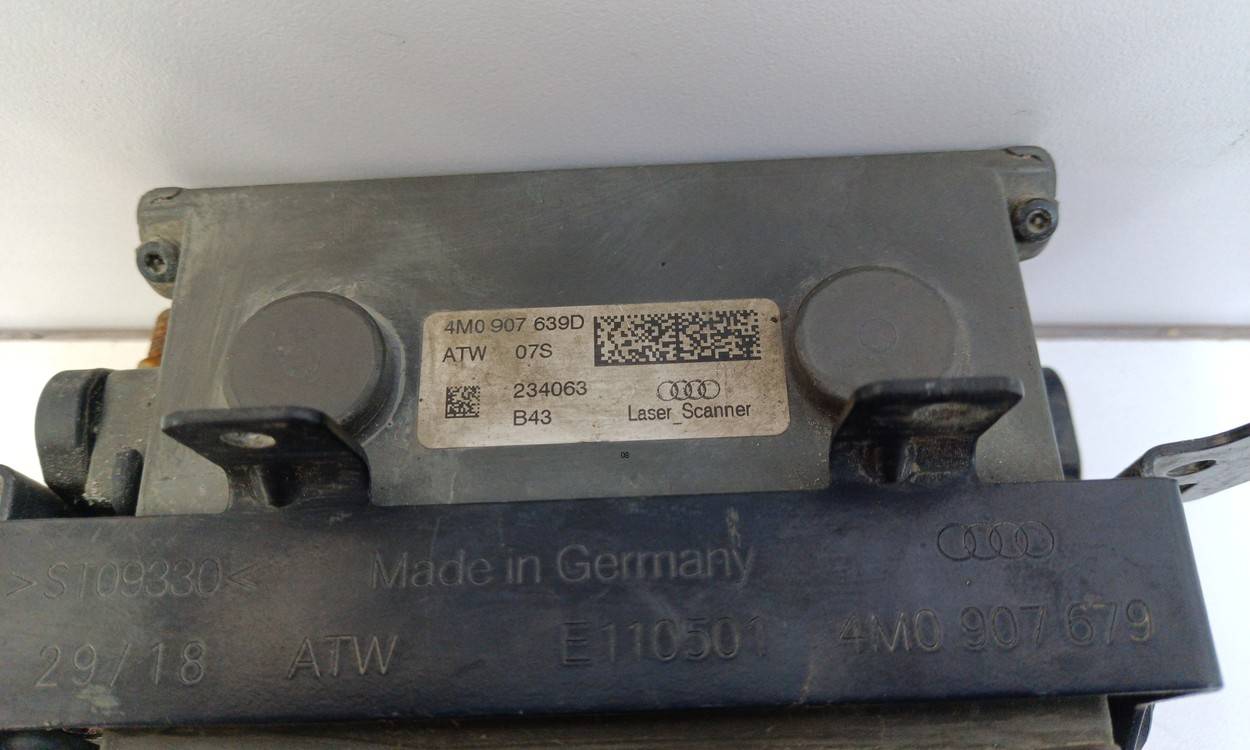 4M0 907 639D
ATW 07S
234063
B43
Laser_Scanner
08
>ST09330<
Made in Germany
29/18 ATW E110501 4M0 907 679